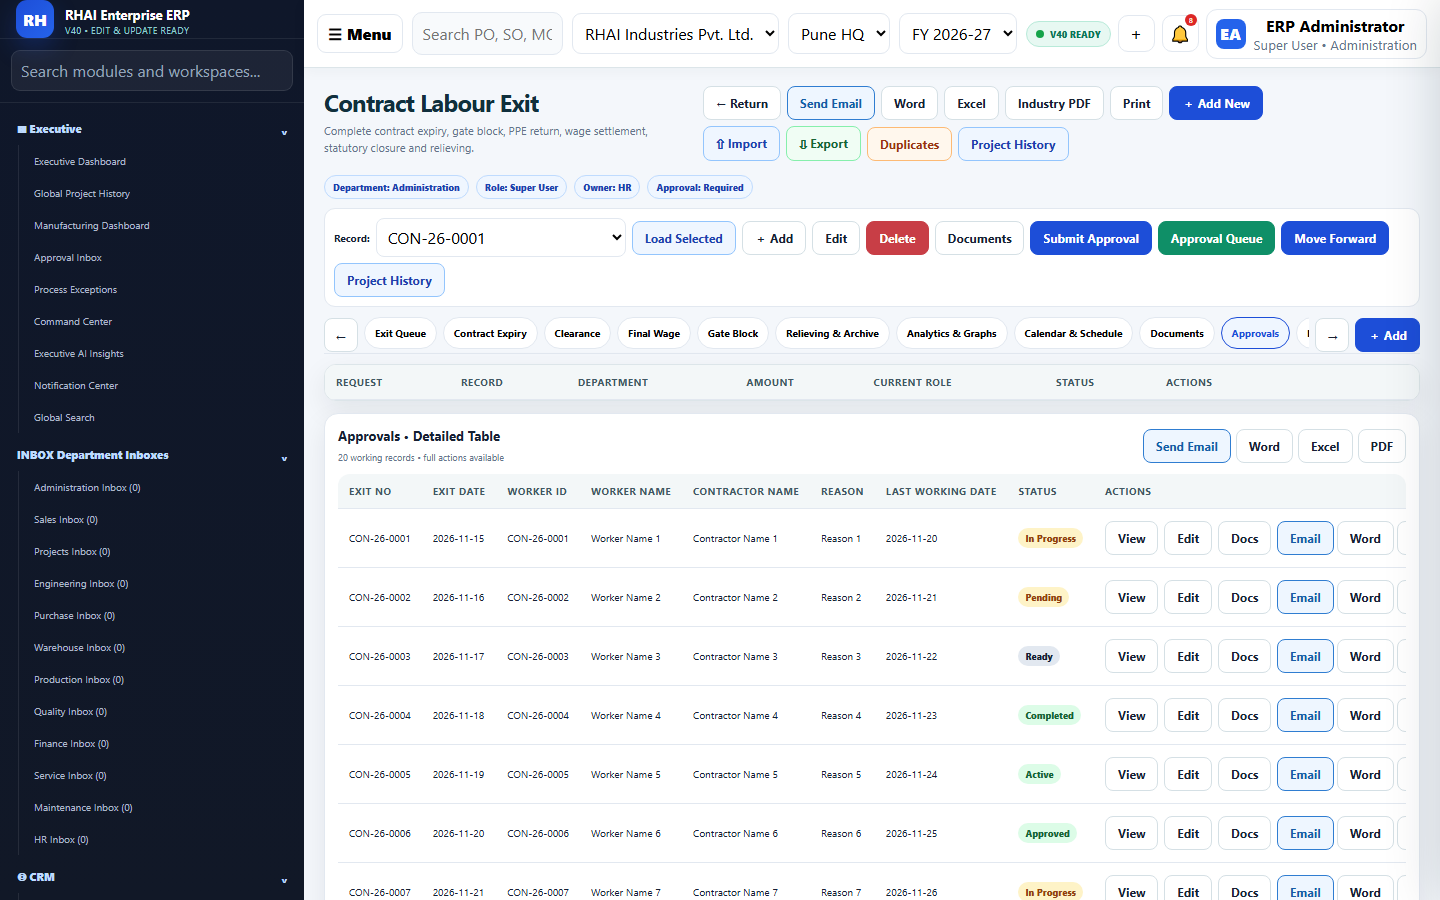 RH
RHAI Enterprise ERP
V40 • EDIT & UPDATE READY
Search modules and workspaces...
Executive
Executive Dashboard
Global Project History
Manufacturing Dashboard
Approval Inbox
Process Exceptions
Command Center
Executive AI Insights
Notification Center
Global Search
INBOX Department Inboxes
Administration Inbox (0)
Sales Inbox (0)
Projects Inbox (0)
Engineering Inbox (0)
Purchase Inbox (0)
Warehouse Inbox (0)
Production Inbox (0)
Quality Inbox (0)
Finance Inbox (0)
Service Inbox (0)
Maintenance Inbox (0)
HR Inbox (0)
CRM
☰ Menu
Search PO, SO, MC
RHAI Industries Pvt. Ltd.
Pune HQ
FY 2026-27
V40 READY
+
8
EA
ERP Administrator
Super User • Administration
Contract Labour Exit
Complete contract expiry, gate block, PPE return, wage settlement,
statutory closure and relieving.
← Return
Send Email
Word
Excel
Industry PDF
Print
+ Add New
⇧ Import
⇩ Export
Duplicates
Project History
Department: Administration
Role: Super User
Owner: HR
Approval: Required
Record:
CON-26-0001
Load Selected
+ Add
Edit
Delete
Documents
Submit Approval
Approval Queue
Move Forward
Project History
←
Exit Queue
Contract Expiry
Clearance
Final Wage
Gate Block
Relieving & Archive
Analytics & Graphs
Calendar & Schedule
Documents
Approvals
→
+ Add
REQUEST RECORD DEPARTMENT AMOUNT CURRENT ROLE STATUS ACTIONS
Approvals • Detailed Table
20 working records • full actions available
Send Email
Word
Excel
PDF
EXIT NO EXIT DATE WORKER ID WORKER NAME CONTRACTOR NAME REASON LAST WORKING DATE STATUS ACTIONS
CON-26-0001 2026-11-15 CON-26-0001 Worker Name 1 Contractor Name 1 Reason 1 2026-11-20 In Progress View Edit Docs Email Word
CON-26-0002 2026-11-16 CON-26-0002 Worker Name 2 Contractor Name 2 Reason 2 2026-11-21 Pending View Edit Docs Email Word
CON-26-0003 2026-11-17 CON-26-0003 Worker Name 3 Contractor Name 3 Reason 3 2026-11-22 Ready View Edit Docs Email Word
CON-26-0004 2026-11-18 CON-26-0004 Worker Name 4 Contractor Name 4 Reason 4 2026-11-23 Completed View Edit Docs Email Word
CON-26-0005 2026-11-19 CON-26-0005 Worker Name 5 Contractor Name 5 Reason 5 2026-11-24 Active View Edit Docs Email Word
CON-26-0006 2026-11-20 CON-26-0006 Worker Name 6 Contractor Name 6 Reason 6 2026-11-25 Approved View Edit Docs Email Word
CON-26-0007 2026-11-21 CON-26-0007 Worker Name 7 Contractor Name 7 Reason 7 2026-11-26 In Progress View Edit Docs Email Word